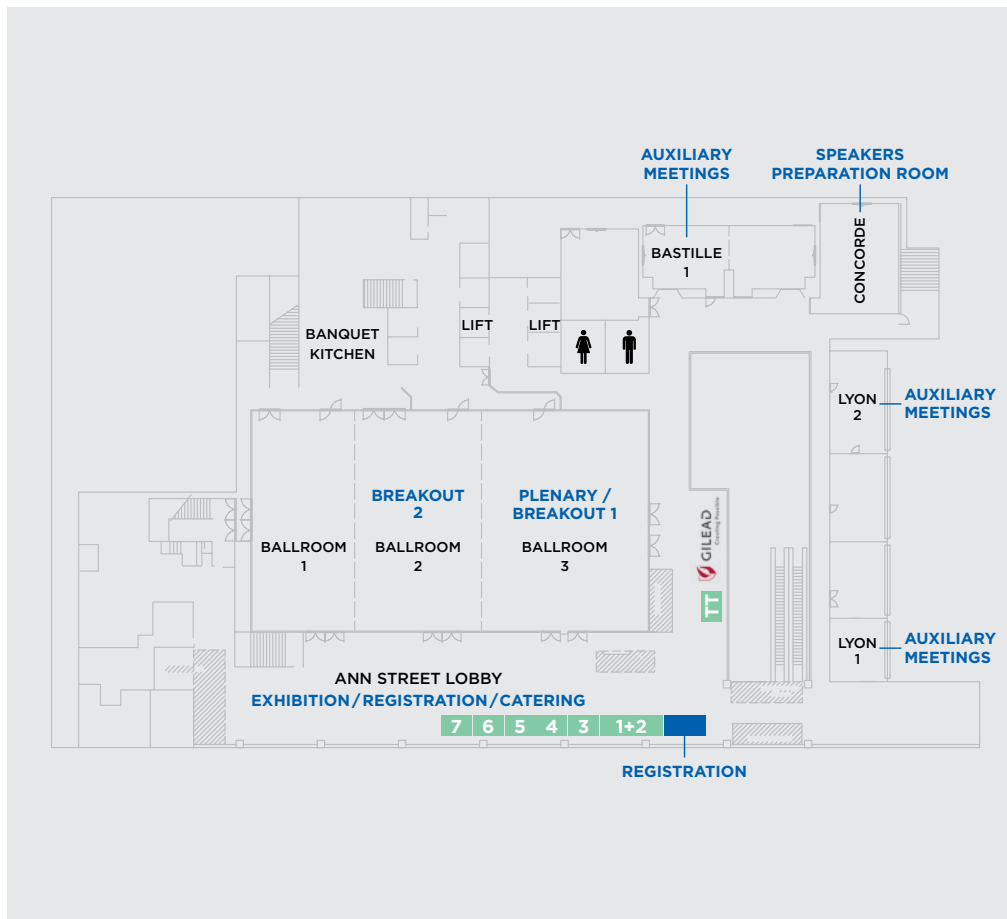 AUXILIARY
MEETINGS
SPEAKERS
PREPARATION ROOM
BASTILLE
1
CONCORDE
LIFT
LIFT
BANQUET
KITCHEN
LYON
2
AUXILIARY
MEETINGS
BREAKOUT
2
PLENARY /
BREAKOUT 1
BALLROOM
1
BALLROOM
2
BALLROOM
3
GILEAD
Creating Possible
TT
LYON
1
AUXILIARY
MEETINGS
ANN STREET LOBBY
EXHIBITION / REGISTRATION / CATERING
7 6 5 4 3 1+2
REGISTRATION